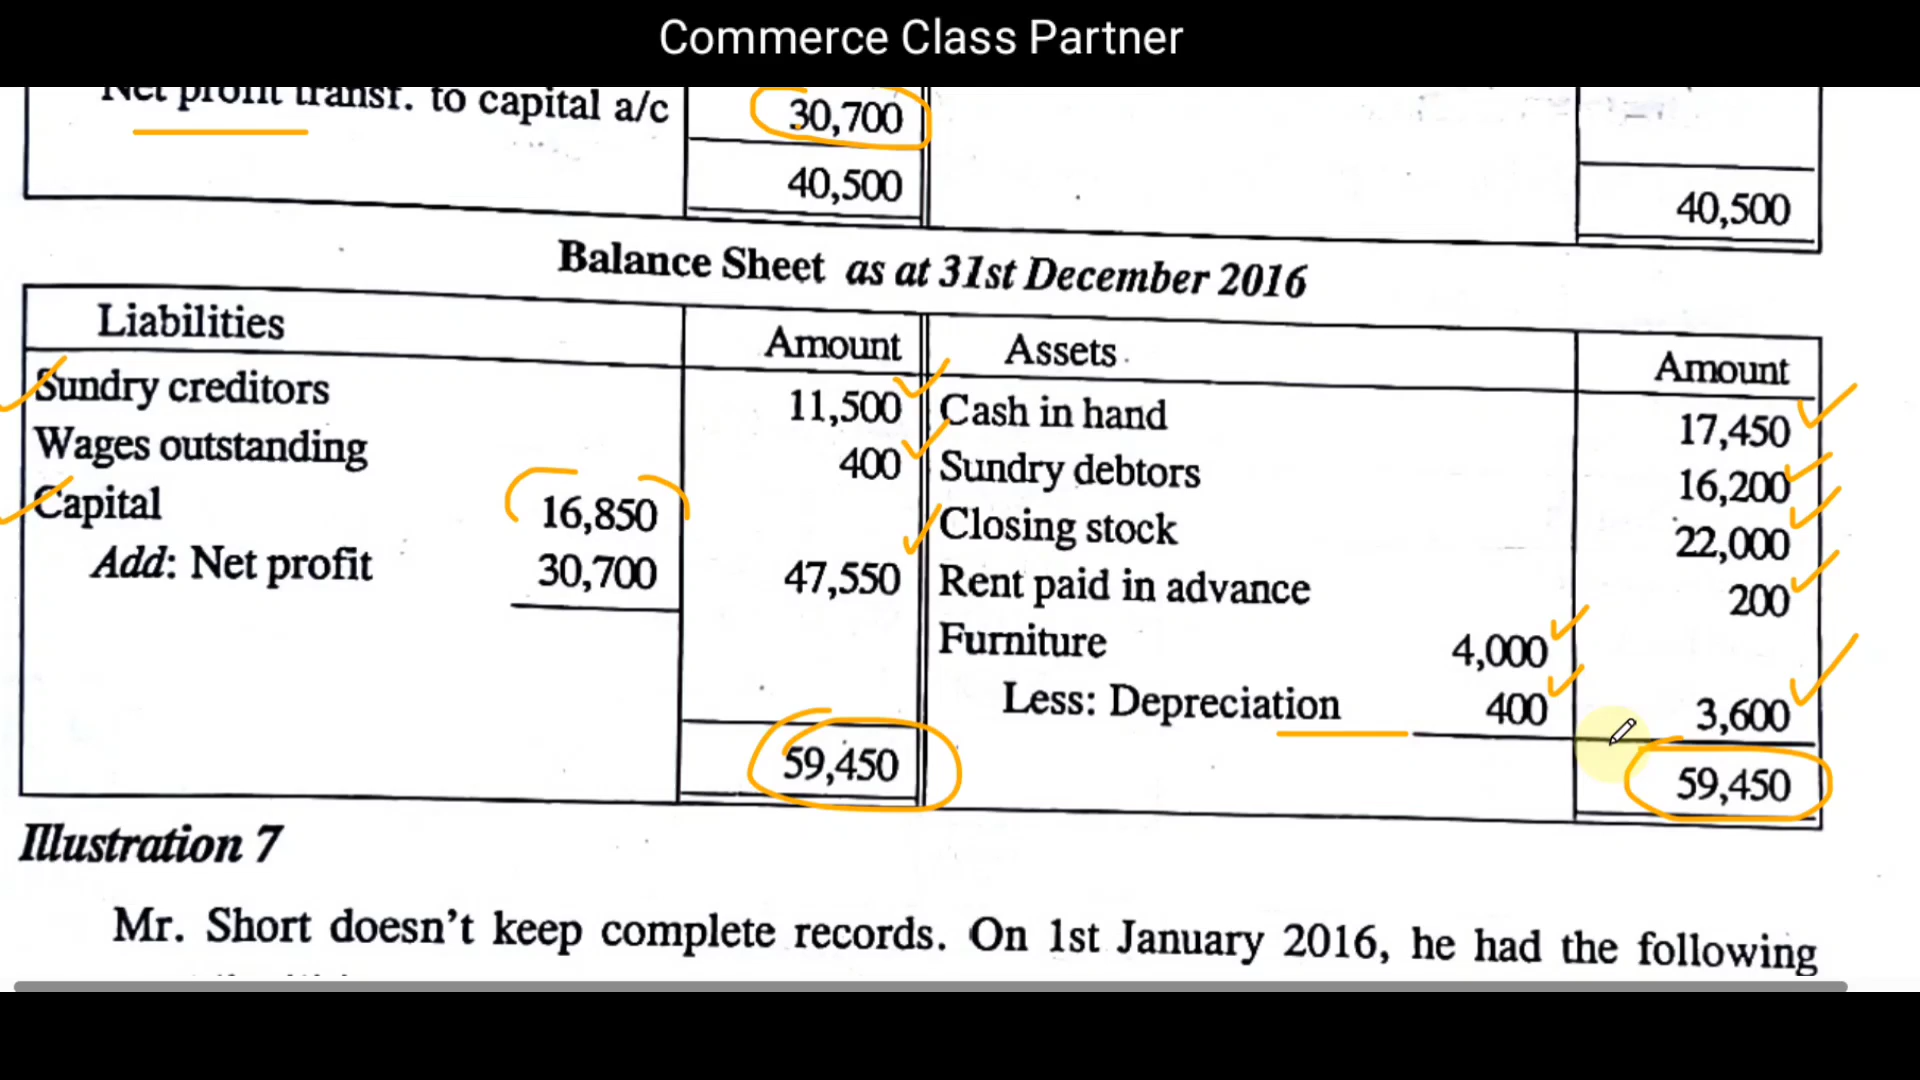 Commerce Class Partner
Net profit transf. to capital a/c 30,700
40,500 40,500
Balance Sheet as at 31st December 2016
Liabilities Amount Assets Amount
Sundry creditors 11,500 Cash in hand 17,450
Wages outstanding 400 Sundry debtors 16,200
Capital 16,850 Closing stock 22,000
Add: Net profit 30,700 47,550 Rent paid in advance 200
Furniture 4,000
Less: Depreciation 400 3,600
59,450 59,450
Illustration 7
Mr. Short doesn't keep complete records. On 1st January 2016, he had the following